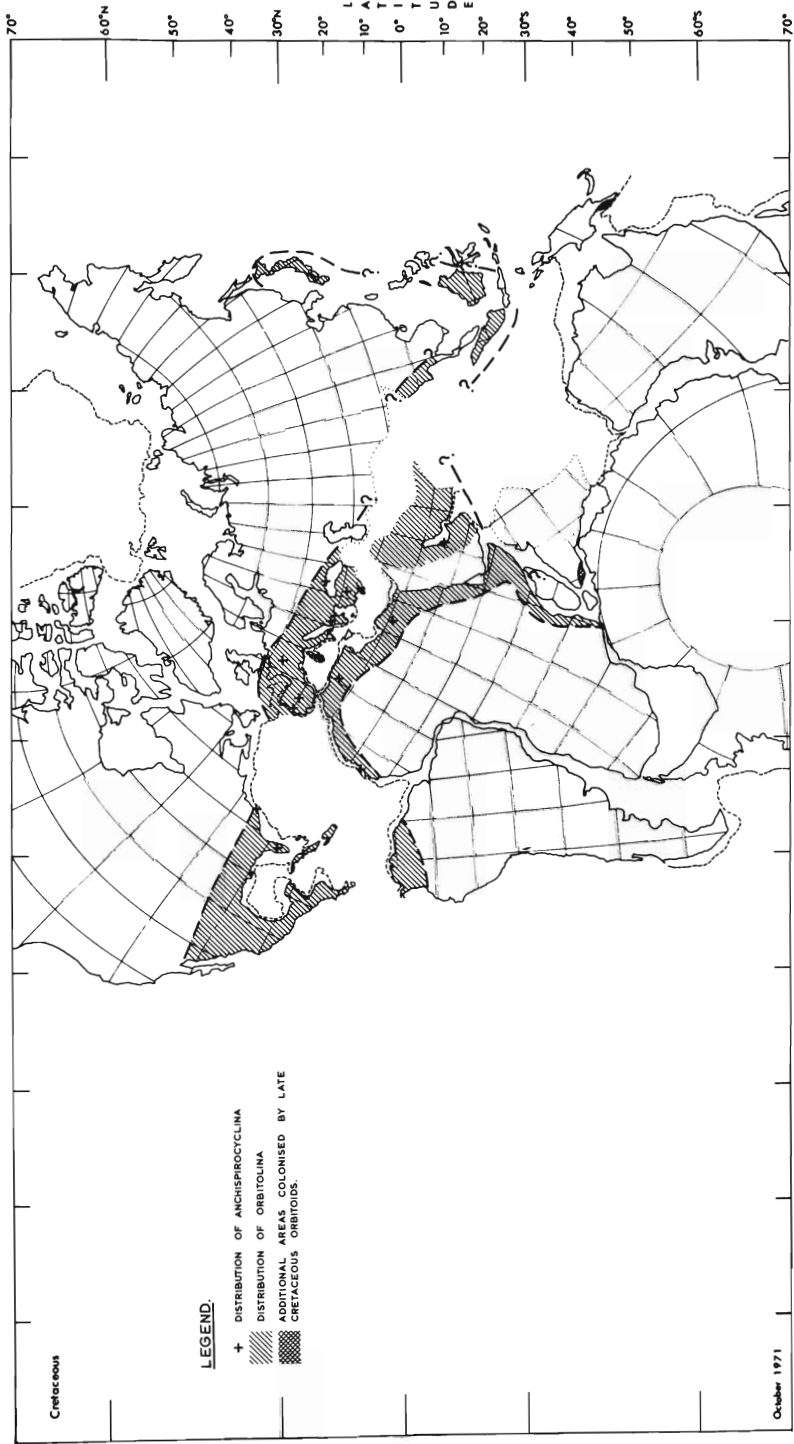 Cretaceous
70°
60°N
50°
40°
30°
20°
10°
0°
10°
20°
30°S
40°
50°
60°S
70°
LATITUDE
?
?
?
?
?
?
LEGEND.
+ DISTRIBUTION OF ANCHISPIROCYCLINA
DISTRIBUTION OF ORBITOLINA
ADDITIONAL AREAS COLONISED BY LATE
CRETACEOUS ORBITOIDS.
October 1971